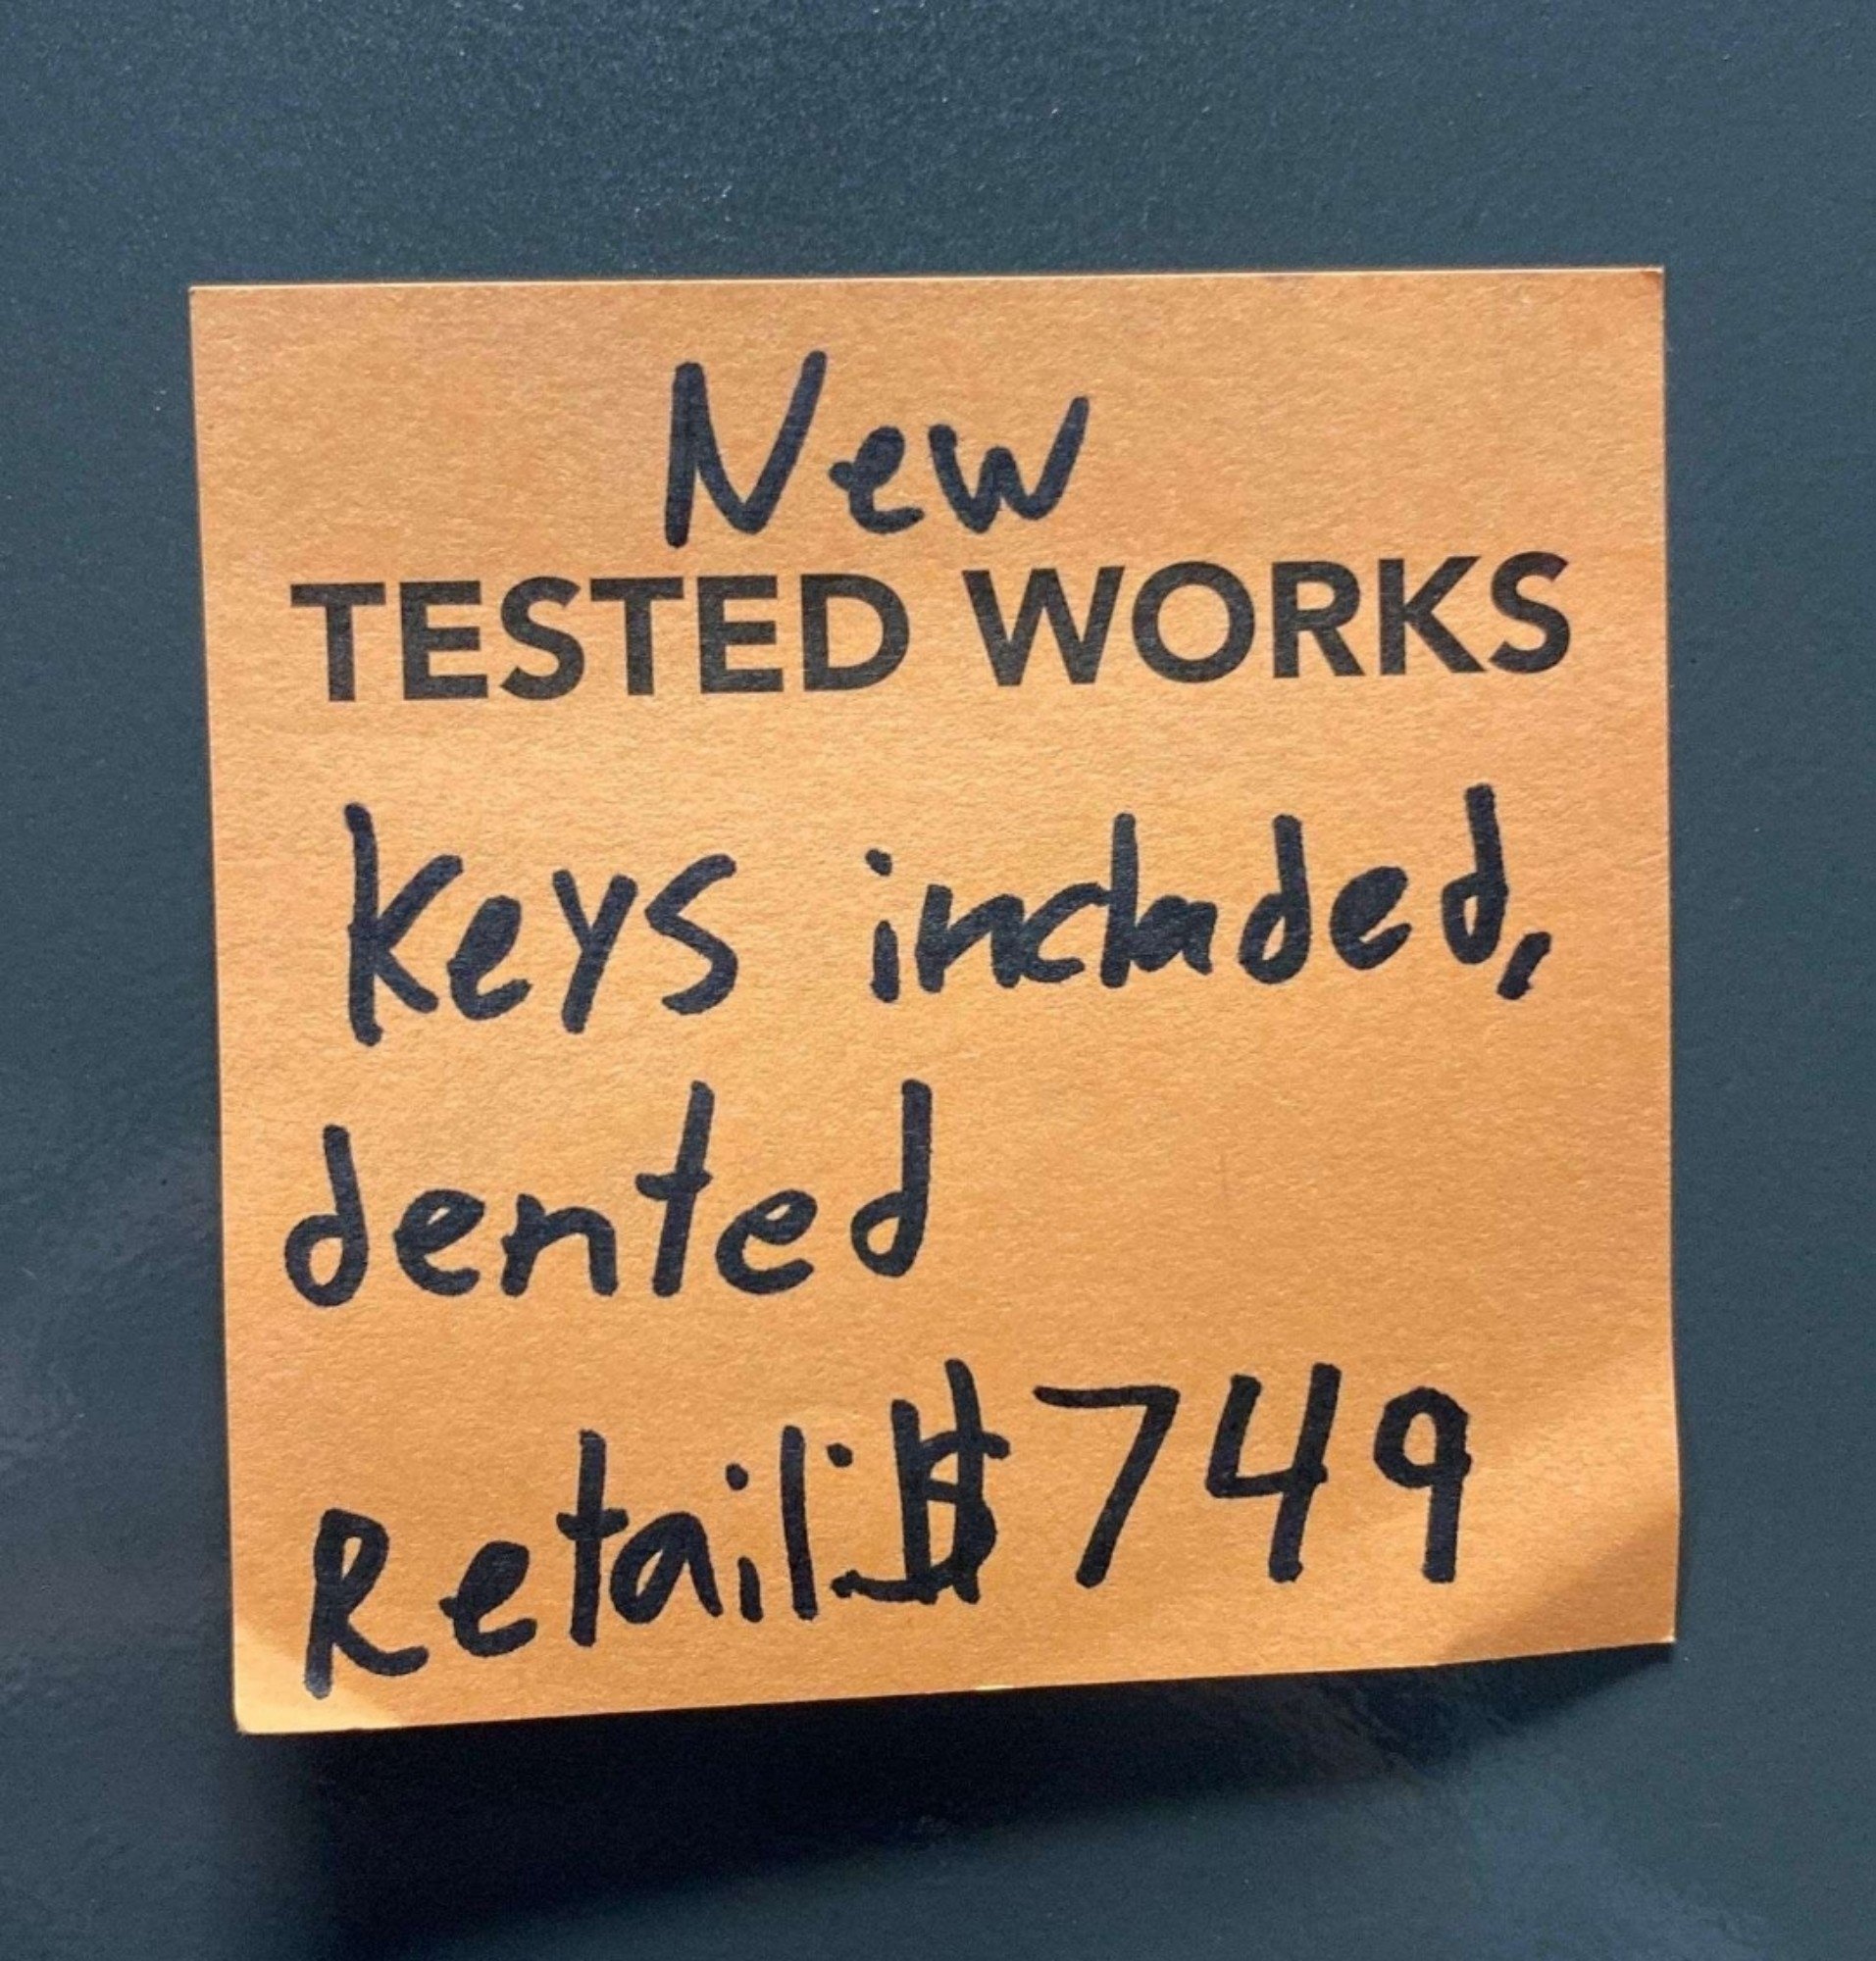 New
TESTED WORKS
Keys included,
dented
Retail: $749